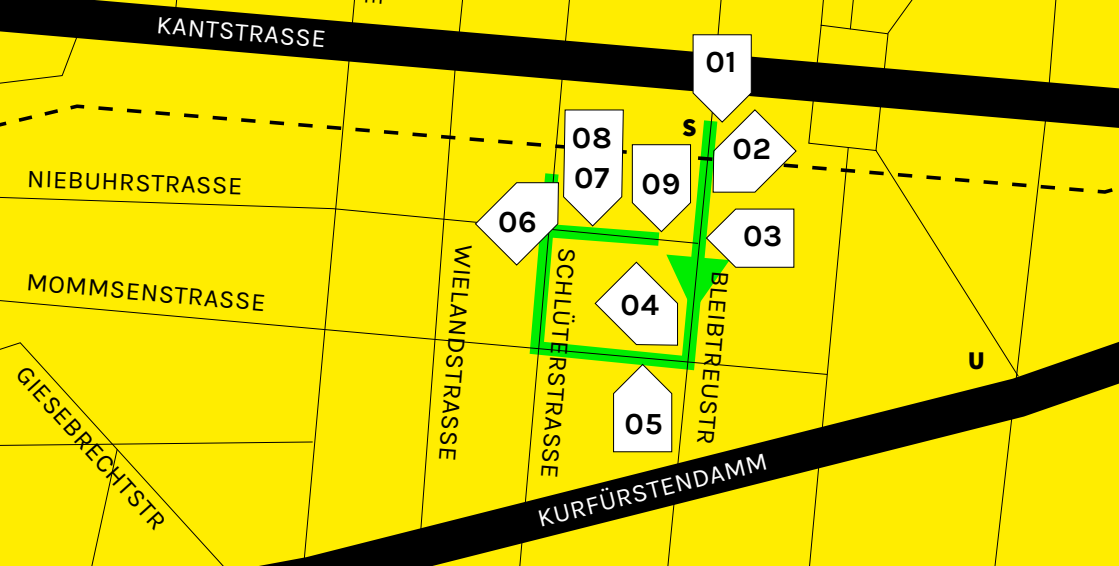 KANTSTRASSE
01
S
02
08
07
09
NIEBUHRSTRASSE
06
03
MOMMSENSTRASSE
04
WIELANDSTRASSE
SCHLÜTERSTRASSE
BLEIBTREUSTR
U
GIESEBRECHTSTR
05
KURFÜRSTENDAMM